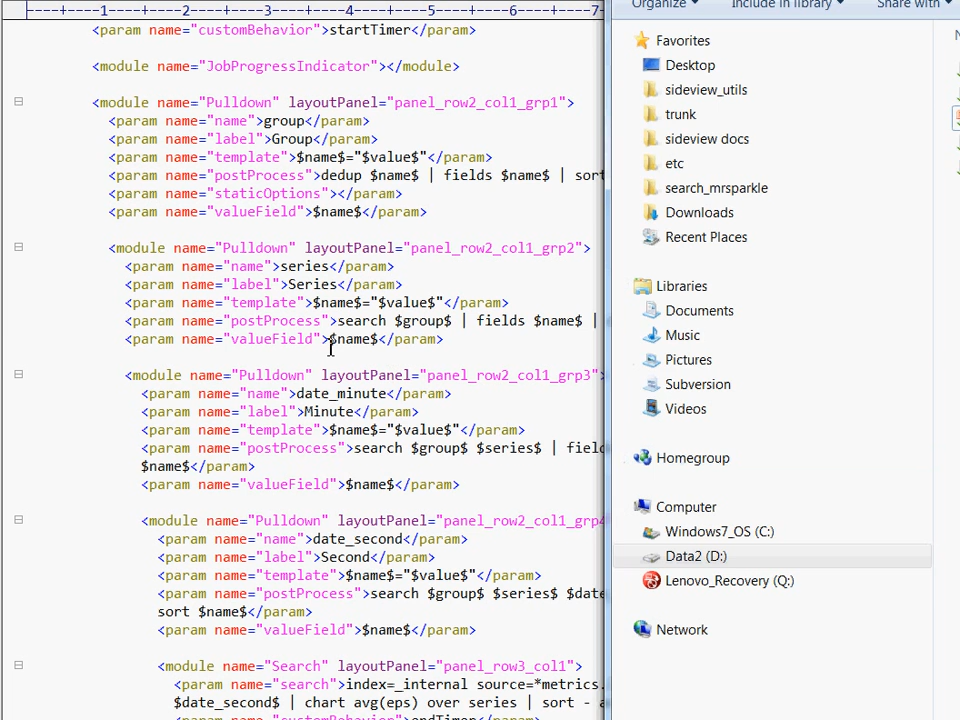 1 2 3 4 5 6 7
<param name="customBehavior">startTimer</param>
<module name="JobProgressIndicator"></module>
<module name="Pulldown" layoutPanel="panel_row2_col1_grp1">
<param name="name">group</param>
<param name="label">Group</param>
<param name="template">$name$="$value$"</param>
<param name="postProcess">dedup $name$ | fields $name$ | sort
<param name="staticOptions"></param>
<param name="valueField">$name$</param>
<module name="Pulldown" layoutPanel="panel_row2_col1_grp2">
<param name="name">series</param>
<param name="label">Series</param>
<param name="template">$name$="$value$"</param>
<param name="postProcess">search $group$ | fields $name$ |
<param name="valueField">$name$</param>
<module name="Pulldown" layoutPanel="panel_row2_col1_grp3">
<param name="name">date_minute</param>
<param name="label">Minute</param>
<param name="template">$name$="$value$"</param>
<param name="postProcess">search $group$ $series$ | fiel
$name$</param>
<param name="valueField">$name$</param>
<module name="Pulldown" layoutPanel="panel_row2_col1_grp4
<param name="name">date_second</param>
<param name="label">Second</param>
<param name="template">$name$="$value$"</param>
<param name="postProcess">search $group$ $series$ $date
sort $name$</param>
<param name="valueField">$name$</param>
<module name="Search" layoutPanel="panel_row3_col1">
<param name="search">index=_internal source=*metrics.
$date_second$ | chart avg(eps) over series | sort - a
<param name="customBehavior">endTimer</param>
Organize
Include in library
Share with
Favorites
Desktop
sideview_utils
trunk
sideview docs
etc
search_mrsparkle
Downloads
Recent Places
Libraries
Documents
Music
Pictures
Subversion
Videos
Homegroup
Computer
Windows7_OS (C:)
Data2 (D:)
Lenovo_Recovery (Q:)
Network